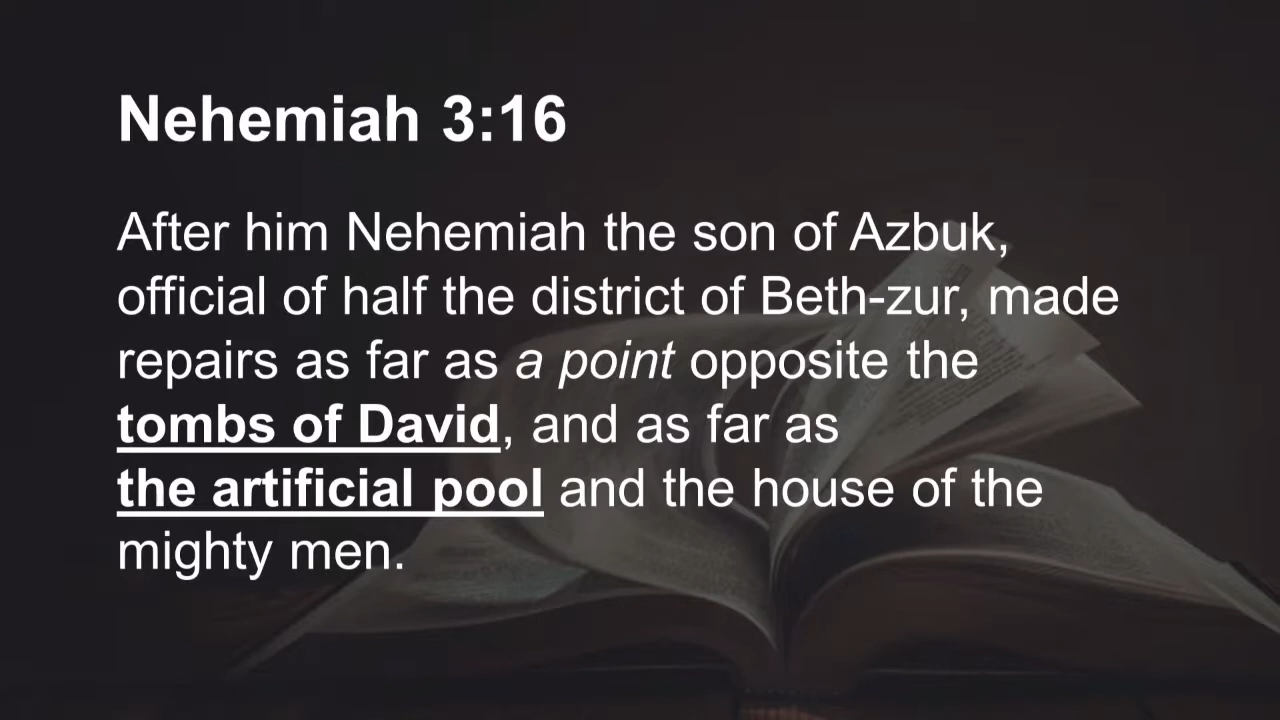 Nehemiah 3:16
After him Nehemiah the son of Azbuk,
official of half the district of Beth-zur, made
repairs as far as a point opposite the
tombs of David, and as far as
the artificial pool and the house of the
mighty men.